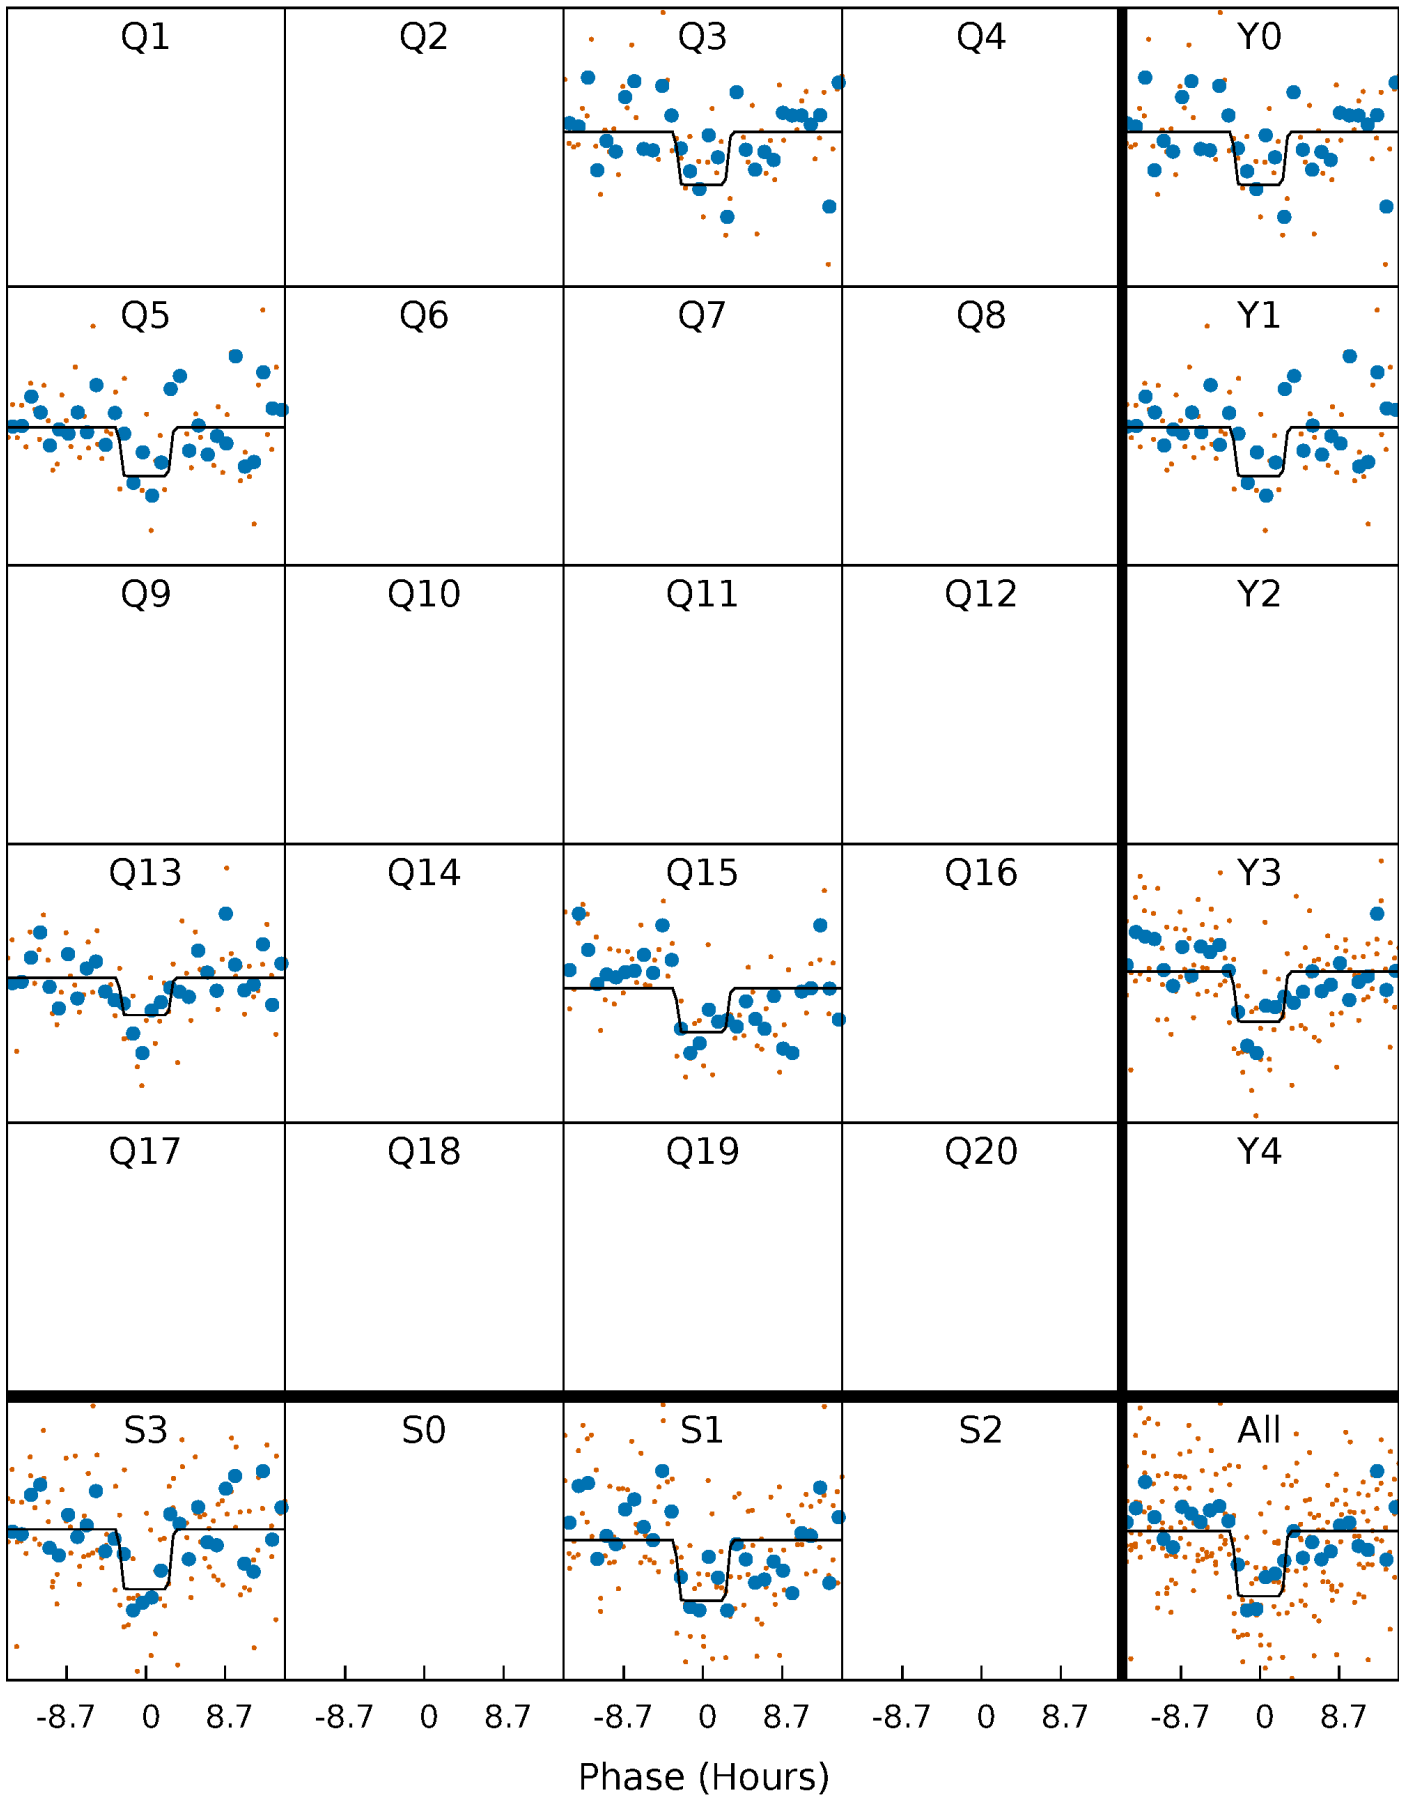 Q1 Q2 Q3 Q4 Y0
Q5 Q6 Q7 Q8 Y1
Q9 Q10 Q11 Q12 Y2
Q13 Q14 Q15 Q16 Y3
Q17 Q18 Q19 Q20 Y4
S3 S0 S1 S2 All
-8.7 0 8.7 -8.7 0 8.7 -8.7 0 8.7 -8.7 0 8.7 -8.7 0 8.7
Phase (Hours)